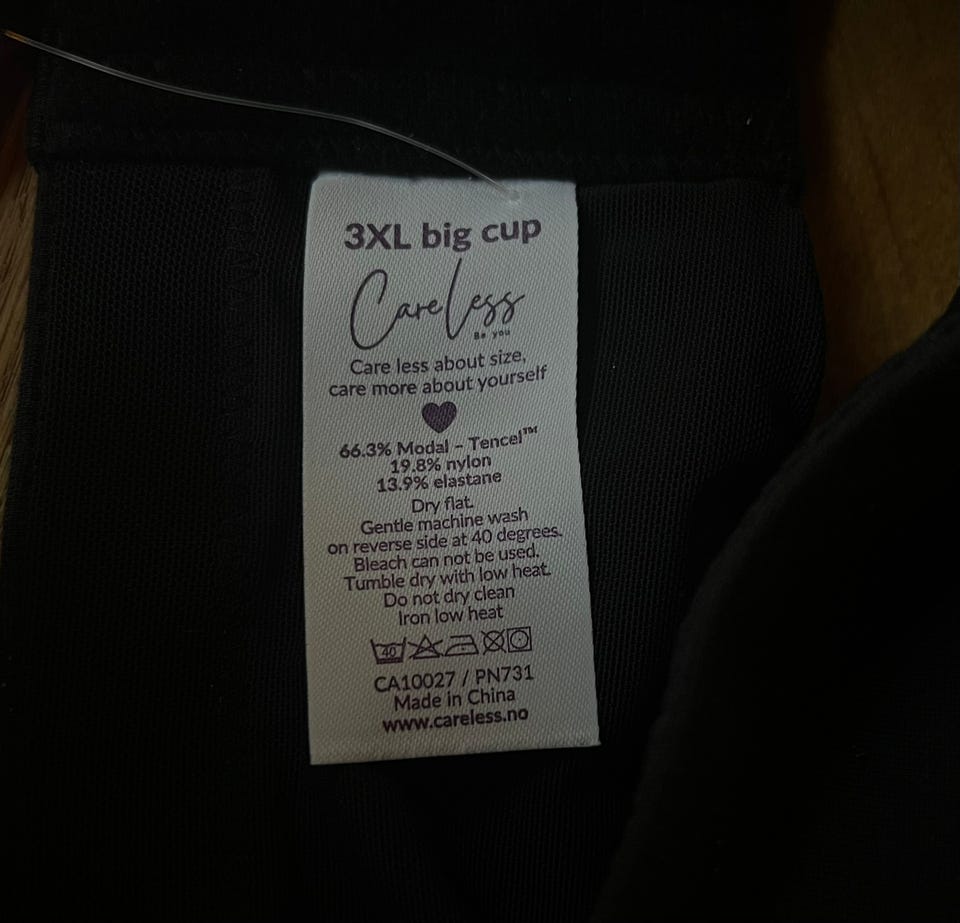 3XL big cup
CareLess
Be you
Care less about size,
care more about yourself
66.3% Modal – Tencel™
19.8% nylon
13.9% elastane
Dry flat.
Gentle machine wash
on reverse side at 40 degrees.
Bleach can not be used.
Tumble dry with low heat.
Do not dry clean
Iron low heat
40
CA10027 / PN731
Made in China
www.careless.no